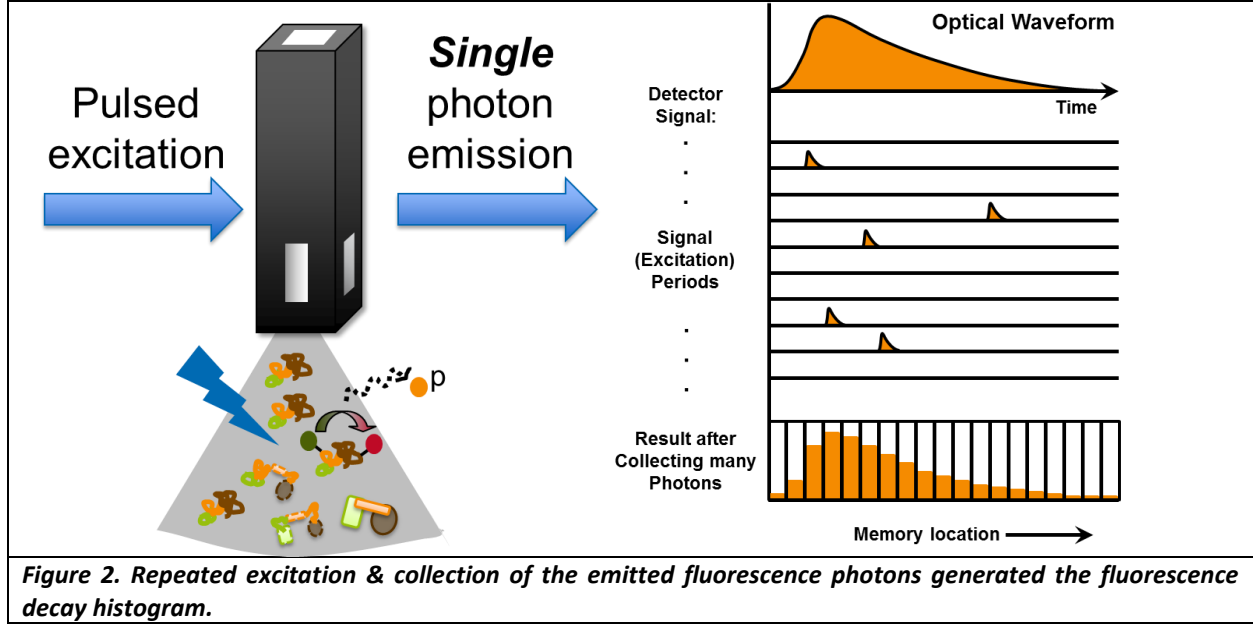 Pulsed
excitation
Single
photon
emission
p
Optical Waveform
Time
Detector
Signal:
.
.
.
Signal
(Excitation)
Periods
.
.
.
Result after
Collecting many
Photons
Memory location
Figure 2. Repeated excitation & collection of the emitted fluorescence photons generated the fluorescence
decay histogram.